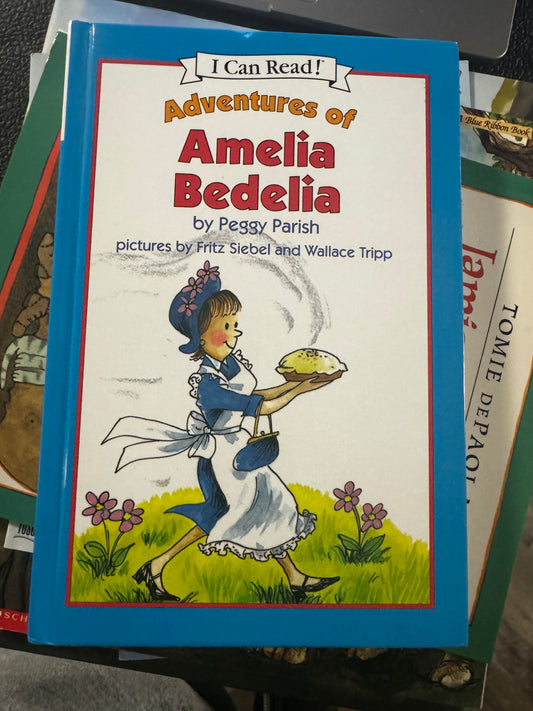 I Can Read!
Adventures of
Amelia
Bedelia
by Peggy Parish
pictures by Fritz Siebel and Wallace Tripp
Blue Ribbon Book
TOMIE DEPAOL